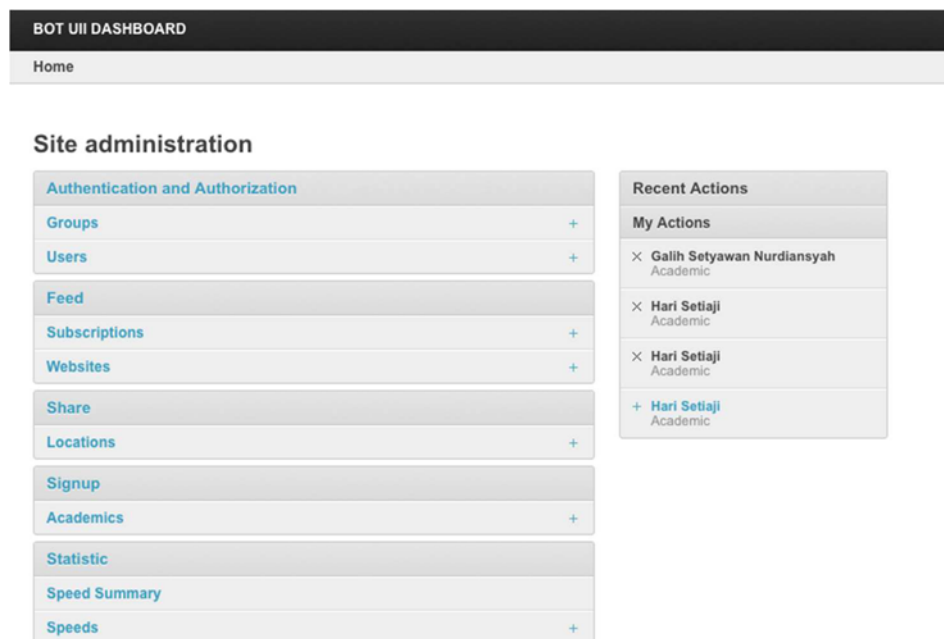 BOT UII DASHBOARD
Home
Site administration
Authentication and Authorization
Groups +
Users +
Feed
Subscriptions +
Websites +
Share
Locations +
Signup
Academics +
Statistic
Speed Summary
Speeds +
Recent Actions
My Actions
× Galih Setyawan Nurdiansyah
Academic
× Hari Setiaji
Academic
× Hari Setiaji
Academic
+ Hari Setiaji
Academic